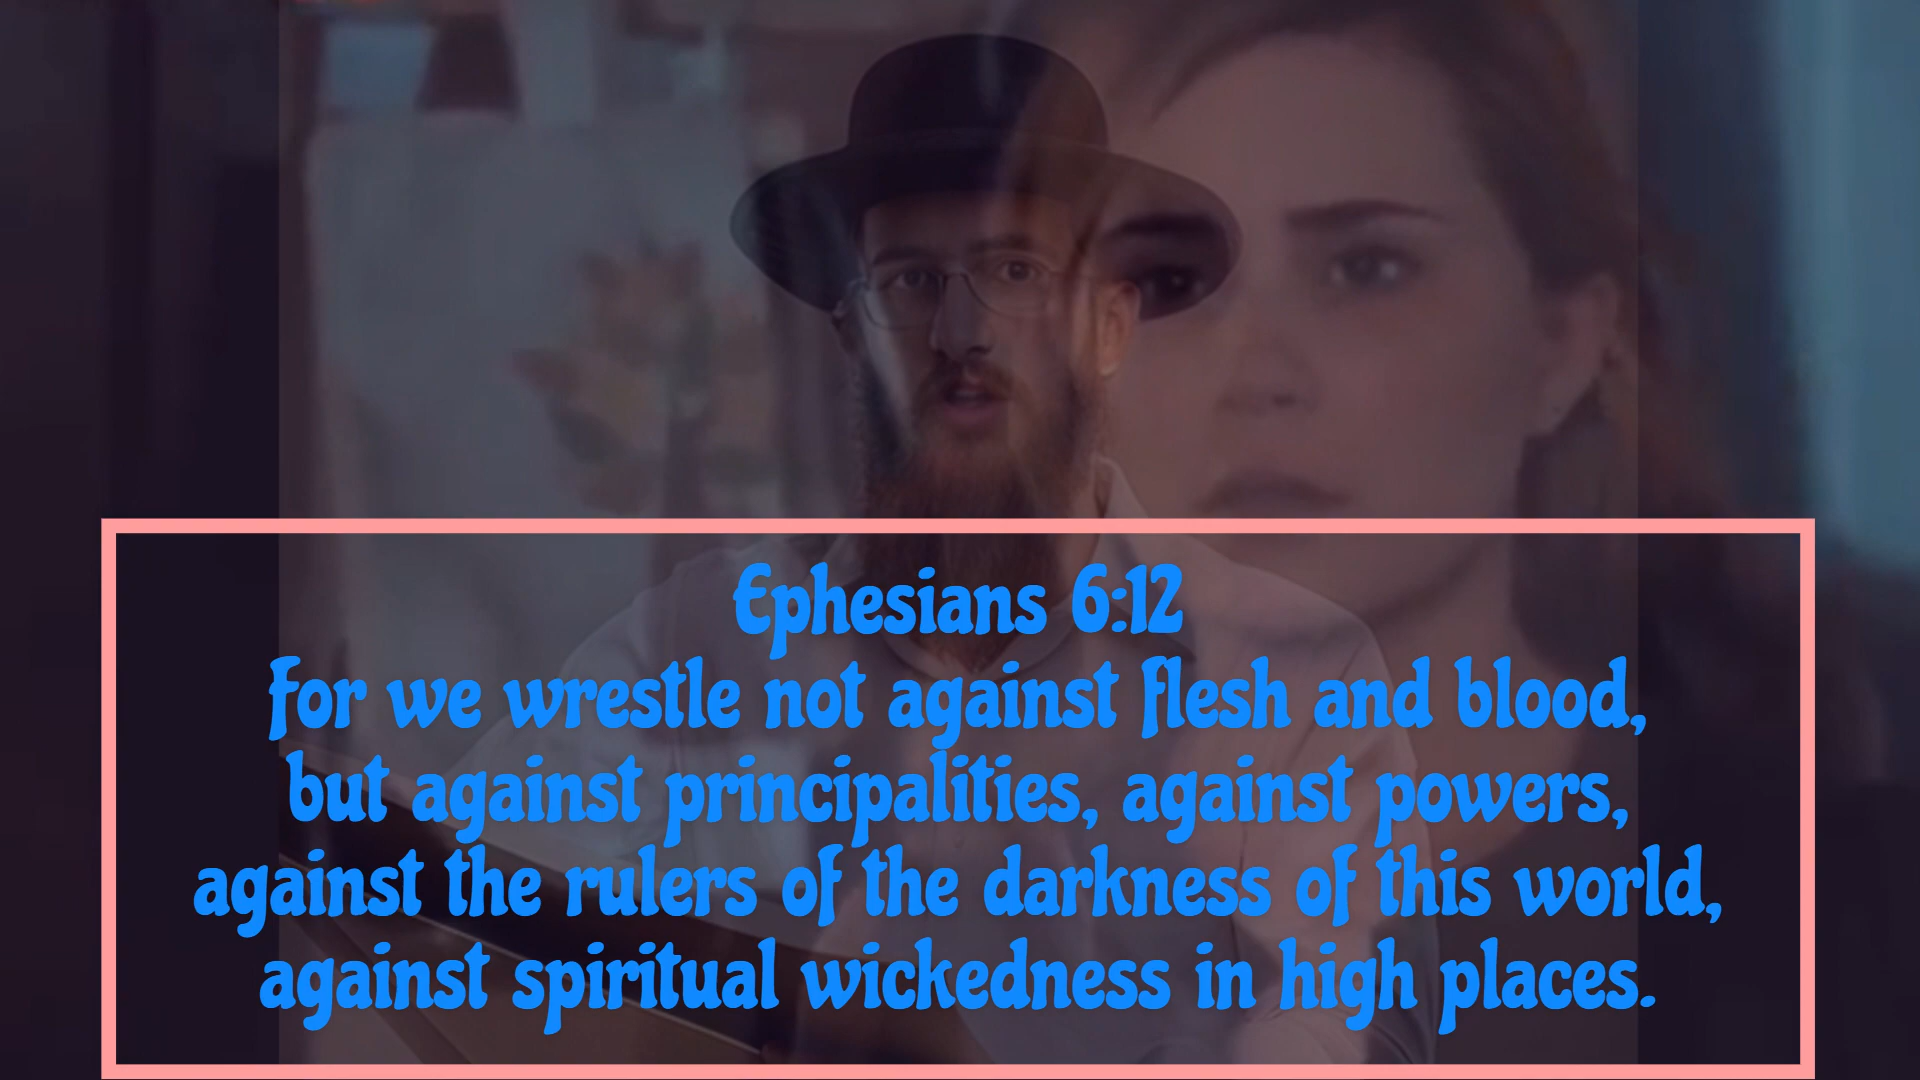 Ephesians 6:12
For we wrestle not against flesh and blood,
but against principalities, against powers,
against the rulers of the darkness of this world,
against spiritual wickedness in high places.